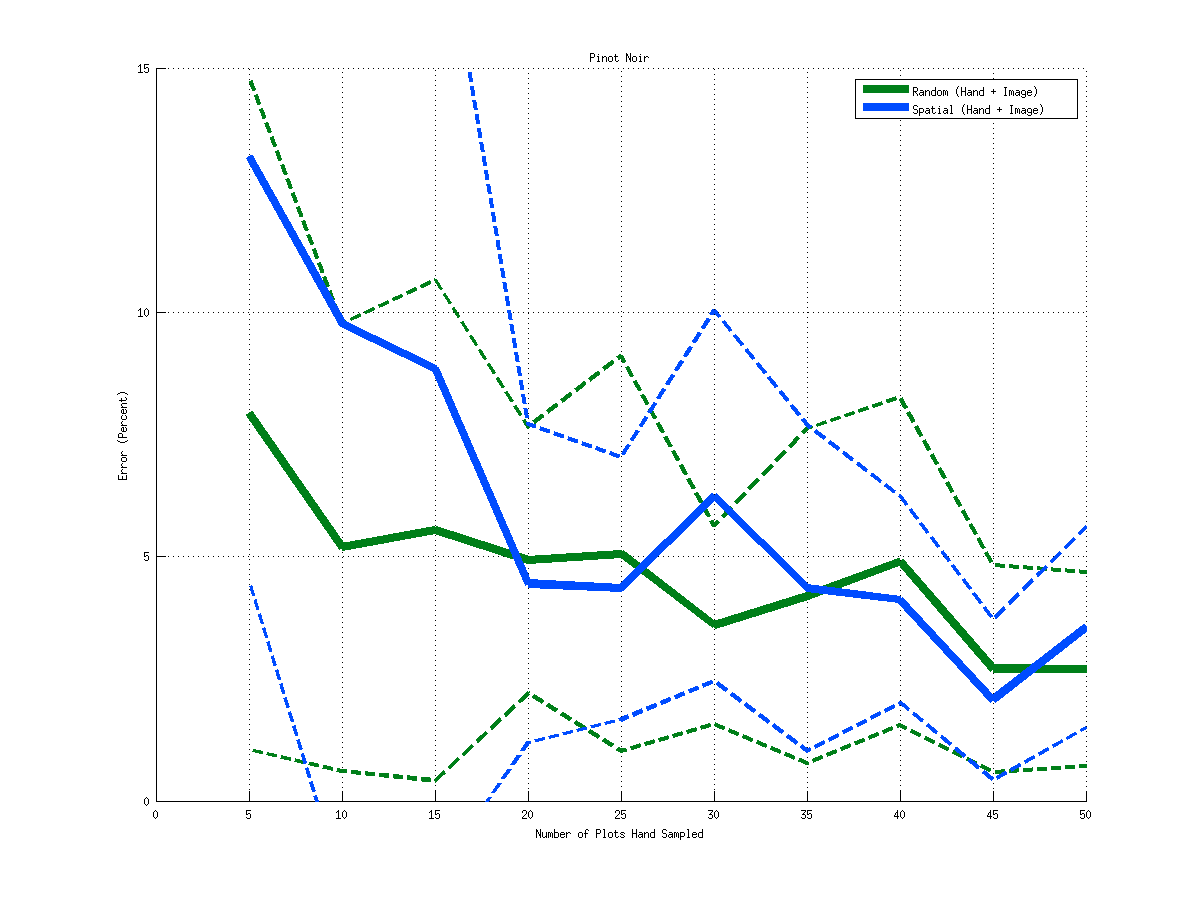 Pinot Noir
Random (Hand + Image)
Spatial (Hand + Image)
15
10
5
0
Error (Percent)
0 5 10 15 20 25 30 35 40 45 50
Number of Plots Hand Sampled